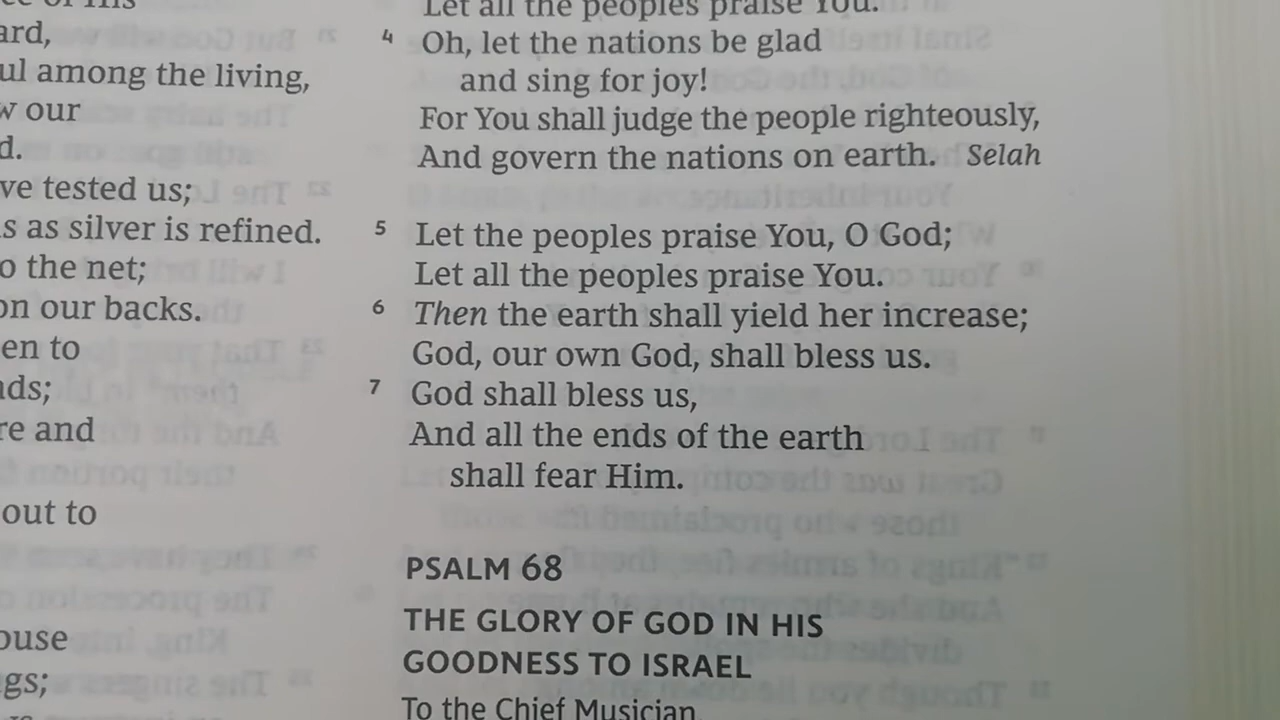 of His
ard,
ul among the living,
w our
d.
ve tested us;
s as silver is refined.
o the net;
on our backs.
en to
nds;
re and
out to
ouse
gs;
Let all the peoples praise You.
4 Oh, let the nations be glad
and sing for joy!
For You shall judge the people righteously,
And govern the nations on earth. Selah
5 Let the peoples praise You, O God;
Let all the peoples praise You.
6 Then the earth shall yield her increase;
God, our own God, shall bless us.
7 God shall bless us,
And all the ends of the earth
shall fear Him.
PSALM 68
THE GLORY OF GOD IN HIS
GOODNESS TO ISRAEL
To the Chief Musician.